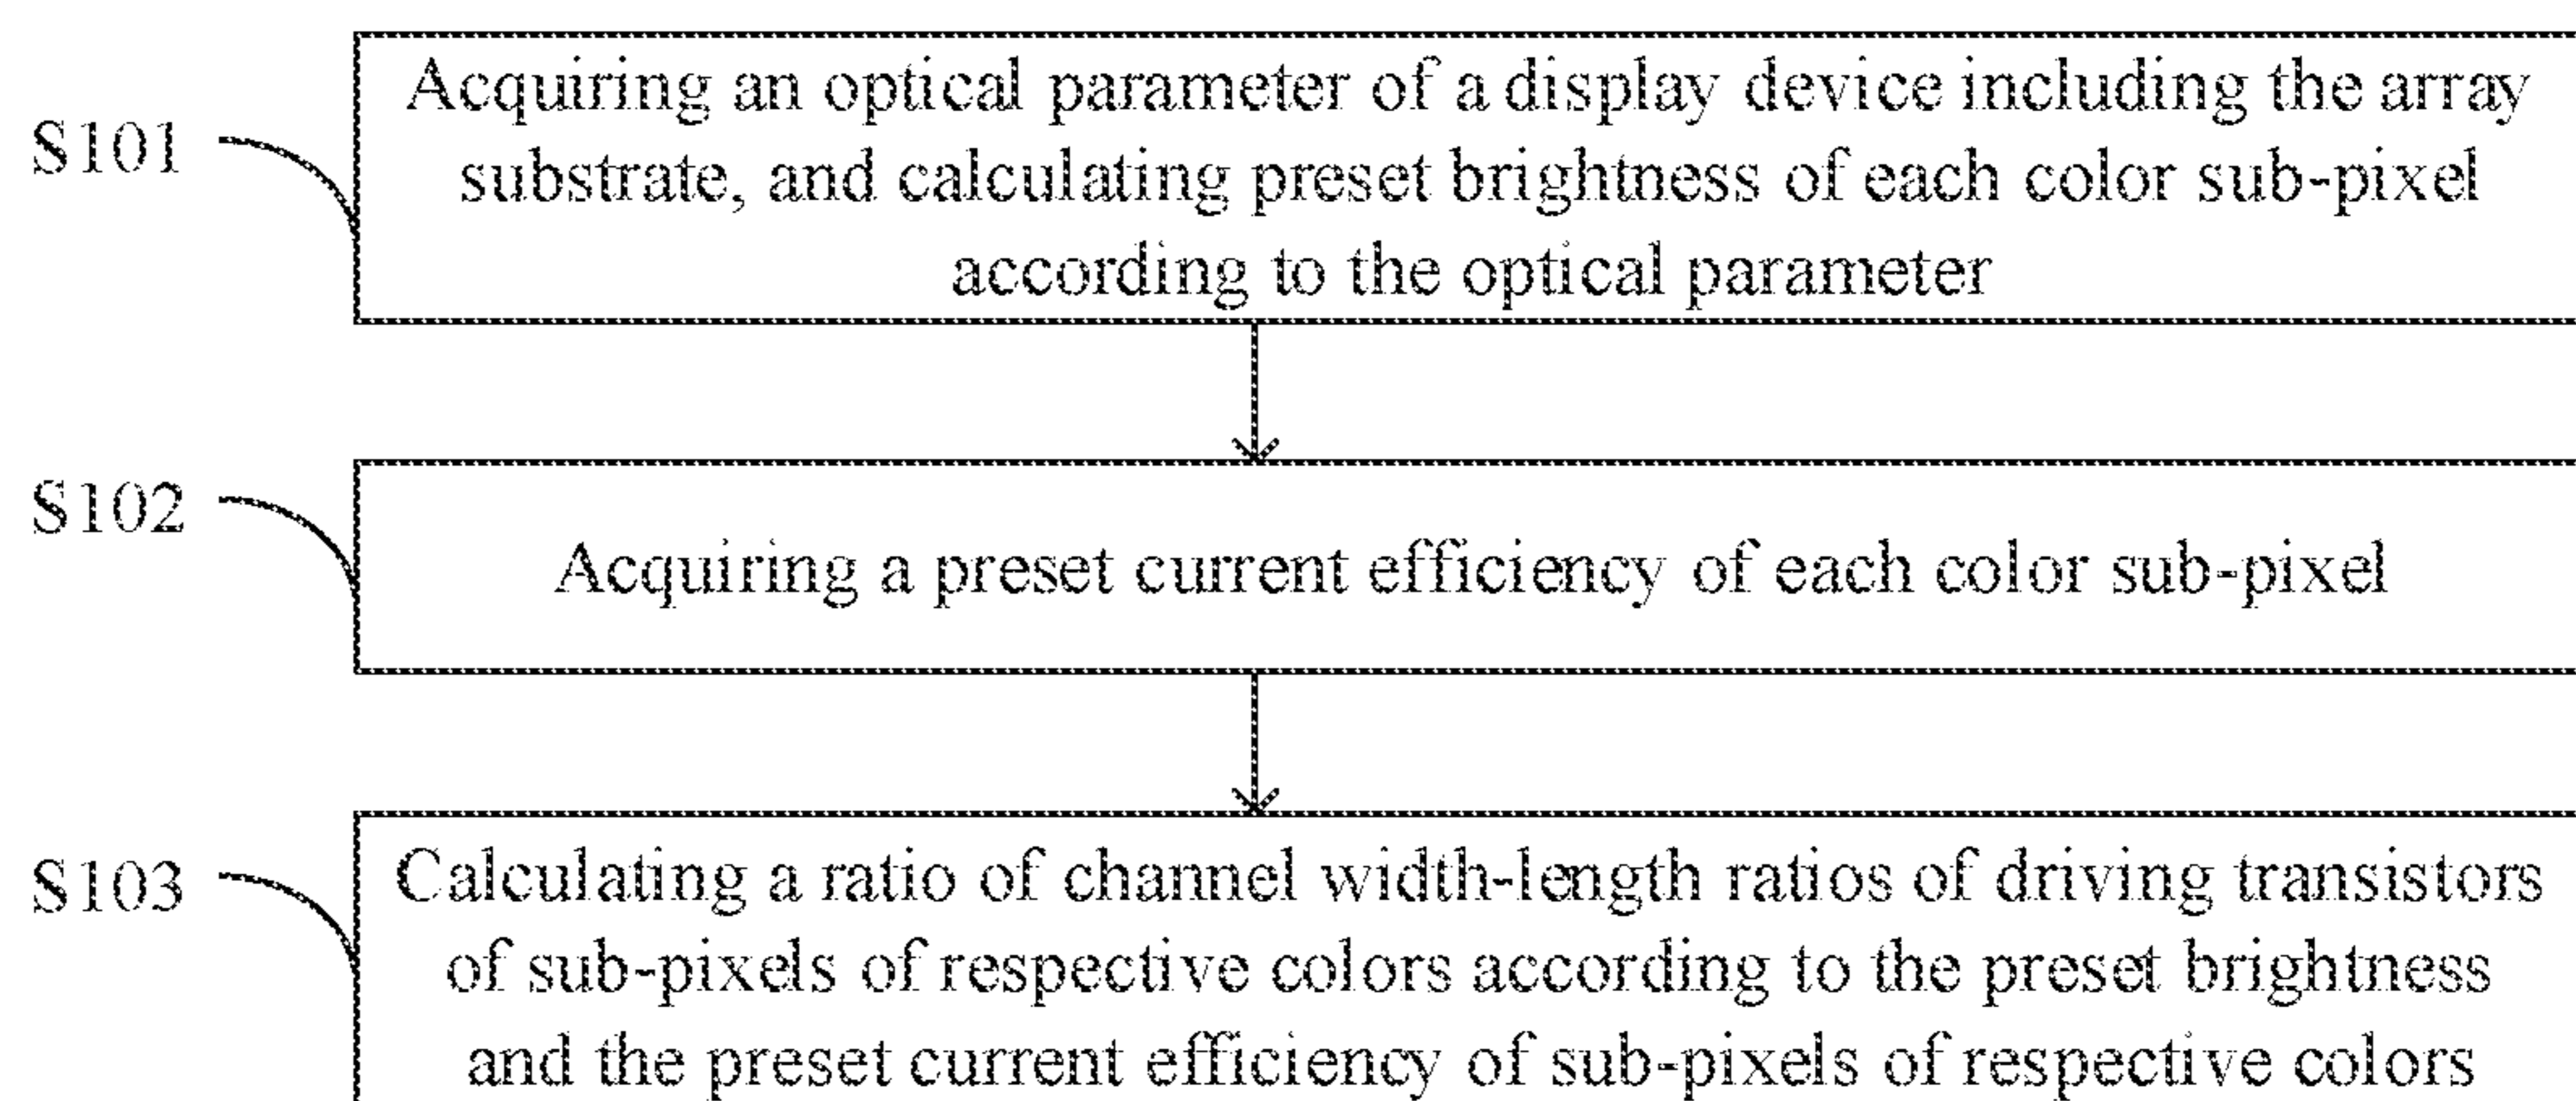 S101
Acquiring an optical parameter of a display device including the array
substrate, and calculating preset brightness of each color sub-pixel
according to the optical parameter
S102
Acquiring a preset current efficiency of each color sub-pixel
S103
Calculating a ratio of channel width-length ratios of driving transistors
of sub-pixels of respective colors according to the preset brightness
and the preset current efficiency of sub-pixels of respective colors